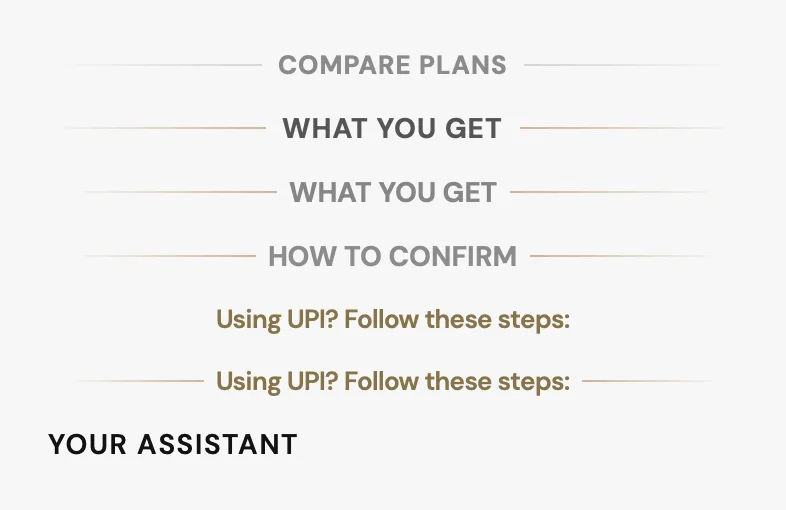 COMPARE PLANS
WHAT YOU GET
WHAT YOU GET
HOW TO CONFIRM
Using UPI? Follow these steps:
Using UPI? Follow these steps:
YOUR ASSISTANT